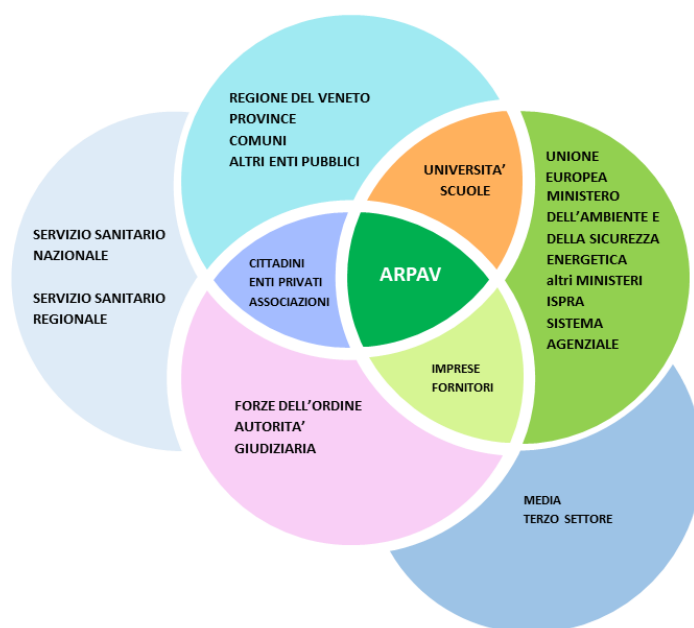 REGIONE DEL VENETO
PROVINCE
COMUNI
ALTRI ENTI PUBBLICI
UNIVERSITA'
SCUOLE
UNIONE
EUROPEA
MINISTERO
DELL'AMBIENTE E
DELLA SICUREZZA
ENERGETICA
altri MINISTERI
ISPRA
SISTEMA
AGENZIALE
SERVIZIO SANITARIO
NAZIONALE
SERVIZIO SANITARIO
REGIONALE
CITTADINI
ENTI PRIVATI
ASSOCIAZIONI
ARPAV
IMPRESE
FORNITORI
FORZE DELL'ORDINE
AUTORITA'
GIUDIZIARIA
MEDIA
TERZO SETTORE